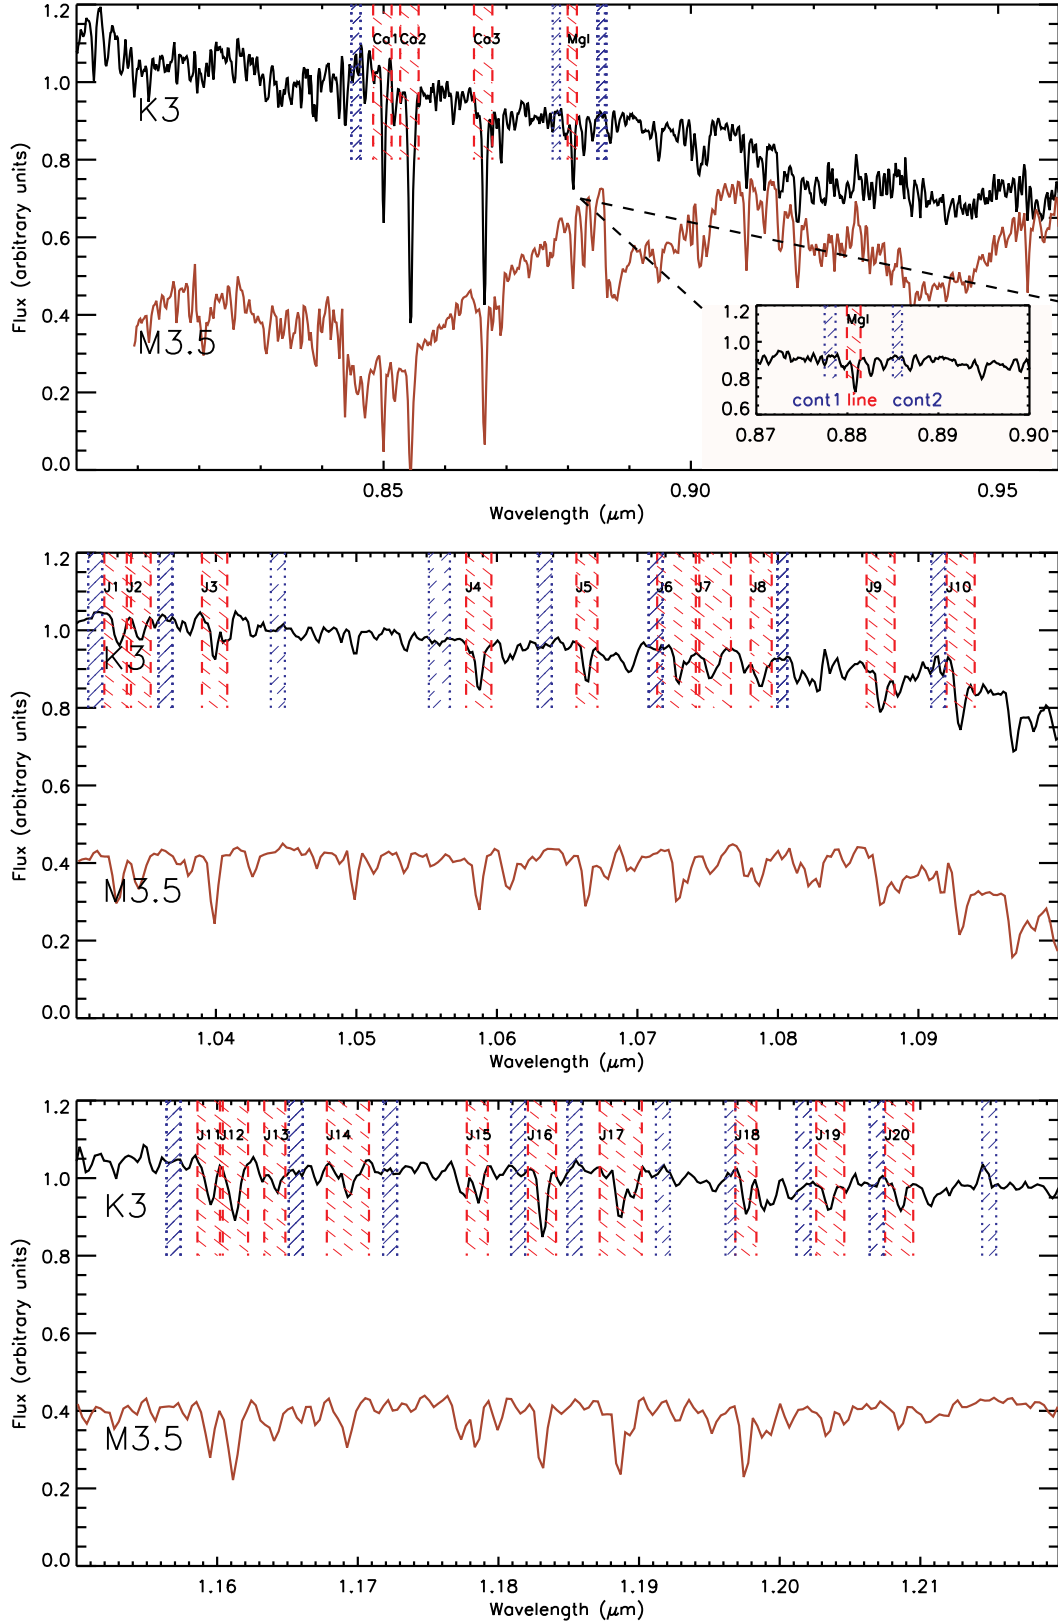 1.2
1.0
0.8
0.6
0.4
0.2
0.0
Flux (arbitrary units)
Ca1 Ca2 Ca3 MgI
K3
M3.5
1.2
1.0
0.8
0.6
MgI
cont1 line cont2
0.87 0.88 0.89 0.90
0.85 0.90 0.95
Wavelength (μm)
1.2
1.0
0.8
0.6
0.4
0.2
0.0
Flux (arbitrary units)
J1 J2 J3 J4 J5 J6 J7 J8 J9 J10
K3
M3.5
1.04 1.05 1.06 1.07 1.08 1.09
Wavelength (μm)
1.2
1.0
0.8
0.6
0.4
0.2
0.0
Flux (arbitrary units)
J11 J12 J13 J14 J15 J16 J17 J18 J19 J20
K3
M3.5
1.16 1.17 1.18 1.19 1.20 1.21
Wavelength (μm)